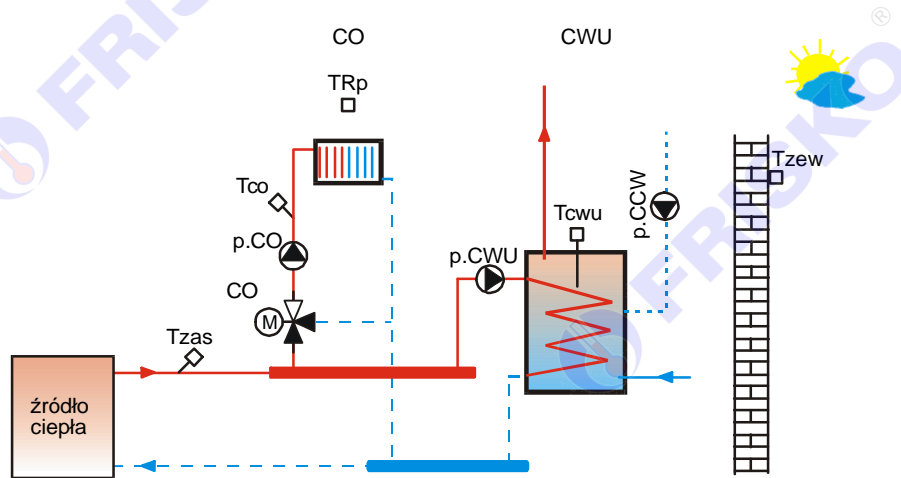 CO
CWU
TRp
Tco
p.CO
CO
M
Tzas
źródło
ciepła
p.CWU
Tcwu
p.CCW
Tzew
FRISKO
FRISKO
®